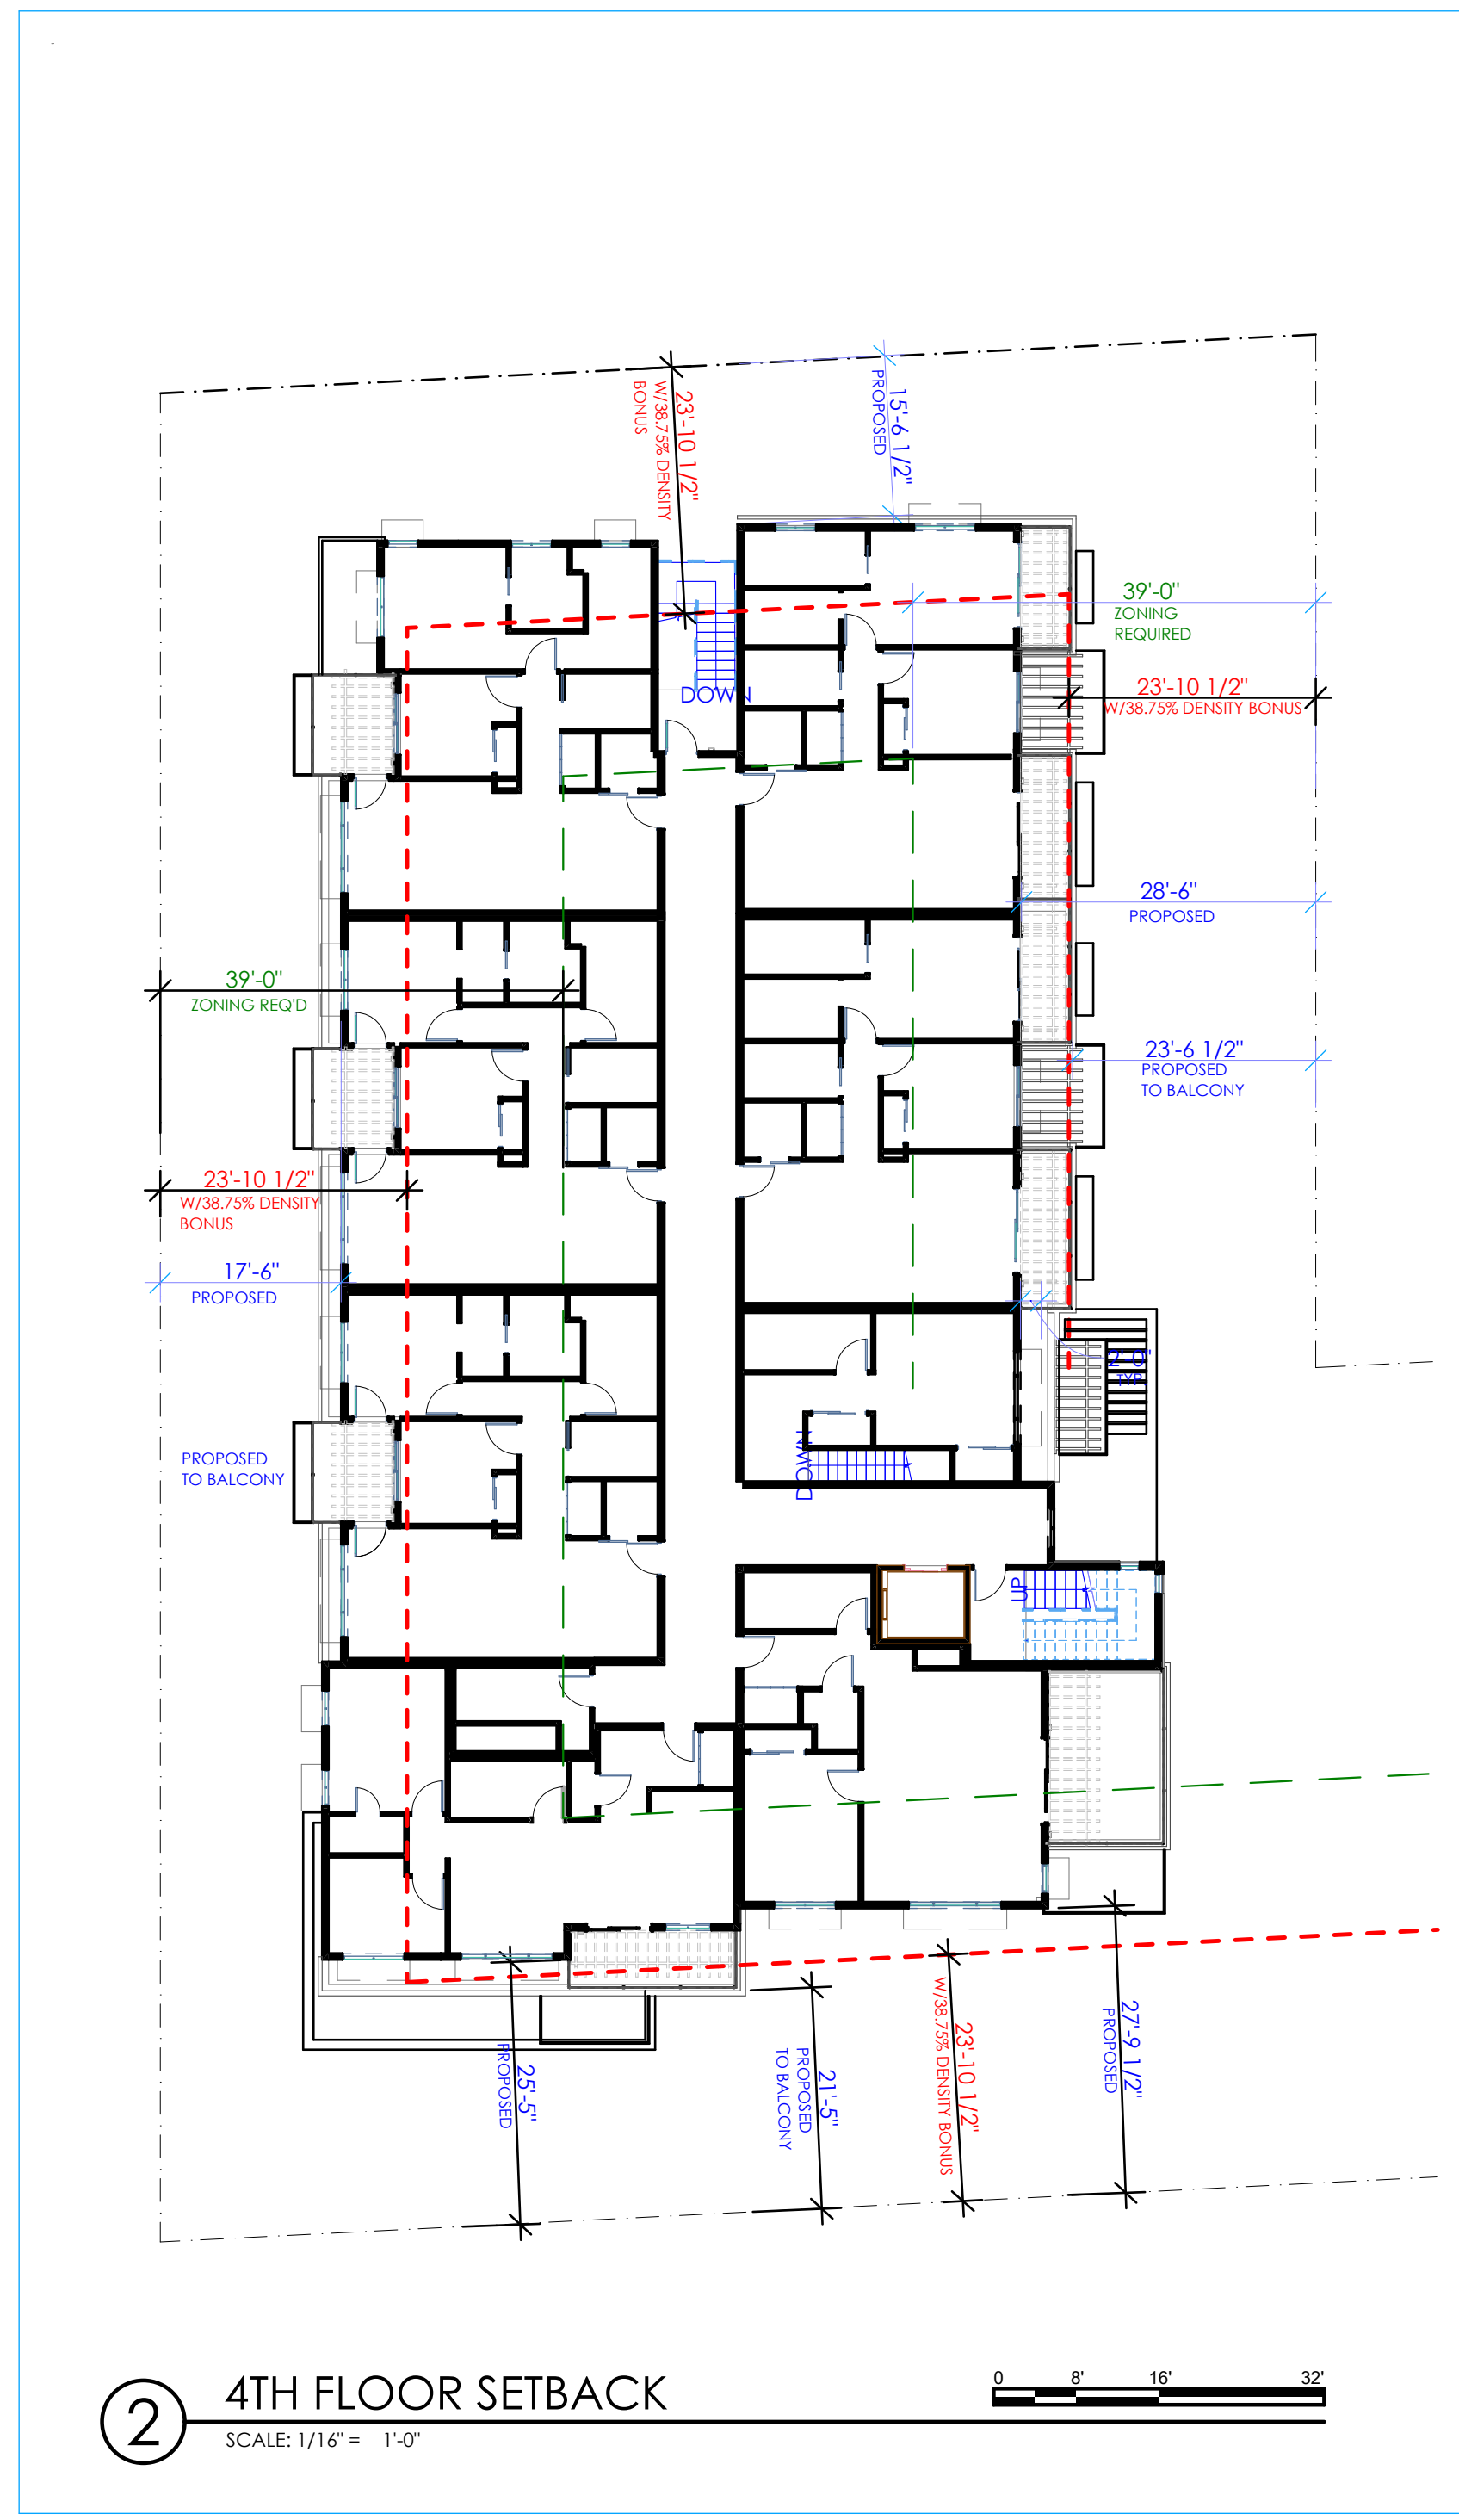 23'-10 1/2"
W/38.75% DENSITY
BONUS
15'-6 1/2"
PROPOSED
39'-0"
ZONING
REQUIRED
DOWN
23'-10 1/2"
W/38.75% DENSITY BONUS
28'-6"
PROPOSED
39'-0"
ZONING REQ'D
23'-6 1/2"
PROPOSED
TO BALCONY
23'-10 1/2"
W/38.75% DENSITY
BONUS
17'-6"
PROPOSED
2'-0"
TYP
PROPOSED
TO BALCONY
DOWN
UP
25'-5"
PROPOSED
21'-5"
PROPOSED
TO BALCONY
23'-10 1/2"
W/38.75% DENSITY BONUS
27'-9 1/2"
PROPOSED
2
4TH FLOOR SETBACK
SCALE: 1/16" = 1'-0"
0 8' 16' 32'